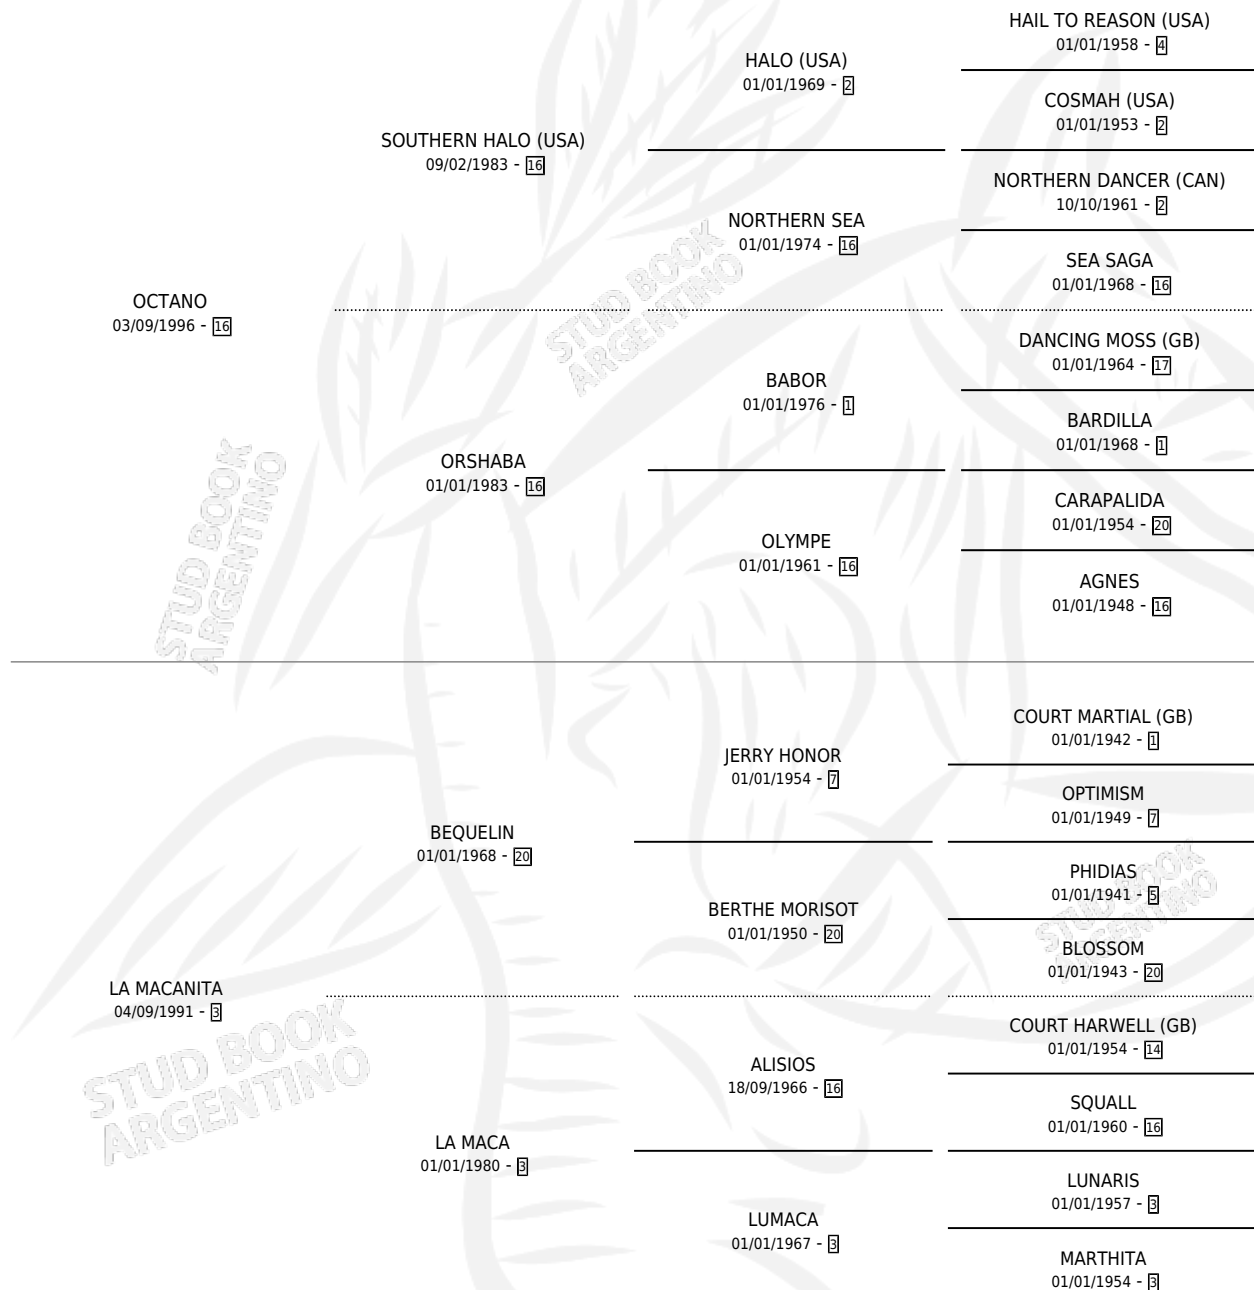 HAIL TO REASON (USA)
01/01/1958 - 4
HALO (USA)
01/01/1969 - 2
COSMAH (USA)
01/01/1953 - 2
SOUTHERN HALO (USA)
09/02/1983 - 16
NORTHERN DANCER (CAN)
10/10/1961 - 2
NORTHERN SEA
01/01/1974 - 16
SEA SAGA
01/01/1968 - 16
OCTANO
03/09/1996 - 16
STUD BOOK
ARGENTINO
DANCING MOSS (GB)
01/01/1964 - 17
BABOR
01/01/1976 - 1
BARDILLA
01/01/1968 - 1
ORSHABA
01/01/1983 - 16
CARAPALIDA
01/01/1954 - 20
OLYMPE
01/01/1961 - 16
AGNES
01/01/1948 - 16
STUD BOOK
ARGENTINO
COURT MARTIAL (GB)
01/01/1942 - 1
JERRY HONOR
01/01/1954 - 7
OPTIMISM
01/01/1949 - 7
BEQUELIN
01/01/1968 - 20
PHIDIAS
01/01/1941 - 5
BERTHE MORISOT
01/01/1950 - 20
BLOSSOM
01/01/1943 - 20
STUD BOOK
ARGENTINO
LA MACANITA
04/09/1991 - 3
COURT HARWELL (GB)
01/01/1954 - 14
ALISIOS
18/09/1966 - 16
SQUALL
01/01/1960 - 16
STUD BOOK
ARGENTINO
LA MACA
01/01/1980 - 3
LUNARIS
01/01/1957 - 3
LUMACA
01/01/1967 - 3
MARTHITA
01/01/1954 - 3